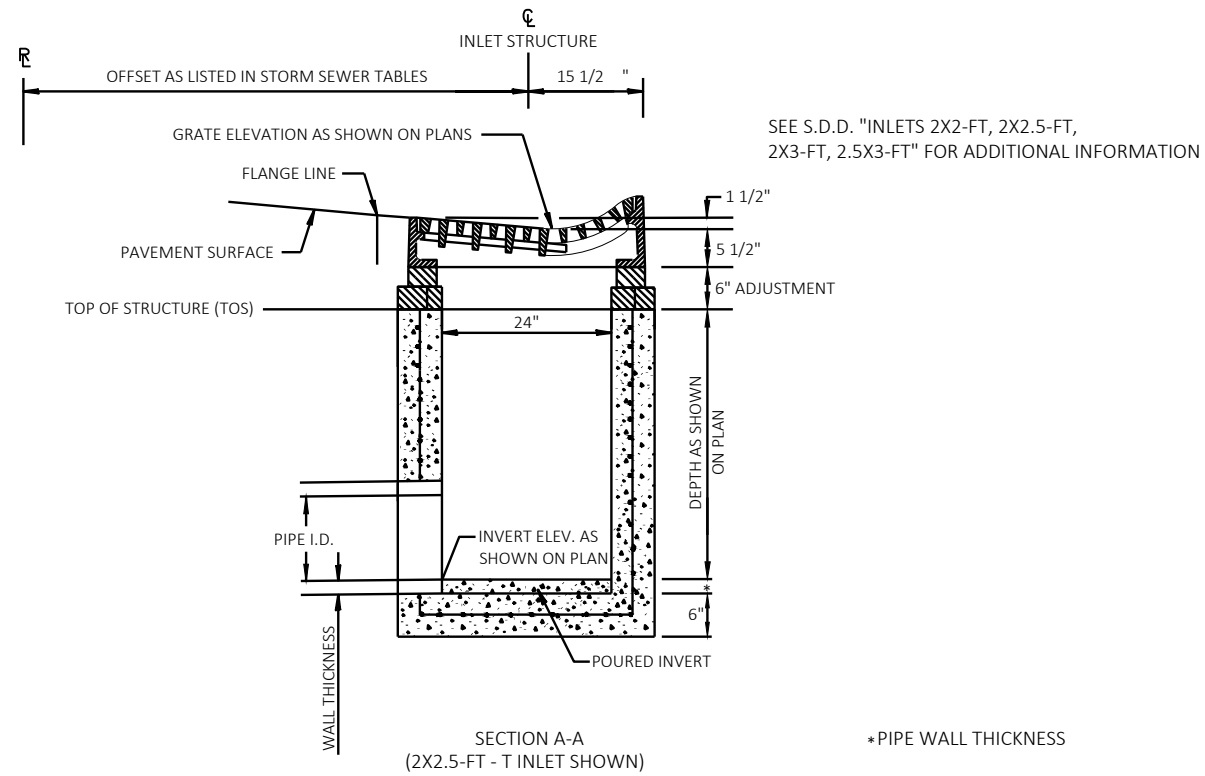 ℄
INLET STRUCTURE
R̲L
OFFSET AS LISTED IN STORM SEWER TABLES
15 1/2 "
GRATE ELEVATION AS SHOWN ON PLANS
SEE S.D.D. "INLETS 2X2-FT, 2X2.5-FT,
2X3-FT, 2.5X3-FT" FOR ADDITIONAL INFORMATION
FLANGE LINE
1 1/2"
PAVEMENT SURFACE
5 1/2"
6" ADJUSTMENT
TOP OF STRUCTURE (TOS)
24"
DEPTH AS SHOWN
ON PLAN
PIPE I.D.
INVERT ELEV. AS
SHOWN ON PLAN
*
6"
WALL THICKNESS
POURED INVERT
SECTION A-A
(2X2.5-FT - T INLET SHOWN)
*PIPE WALL THICKNESS